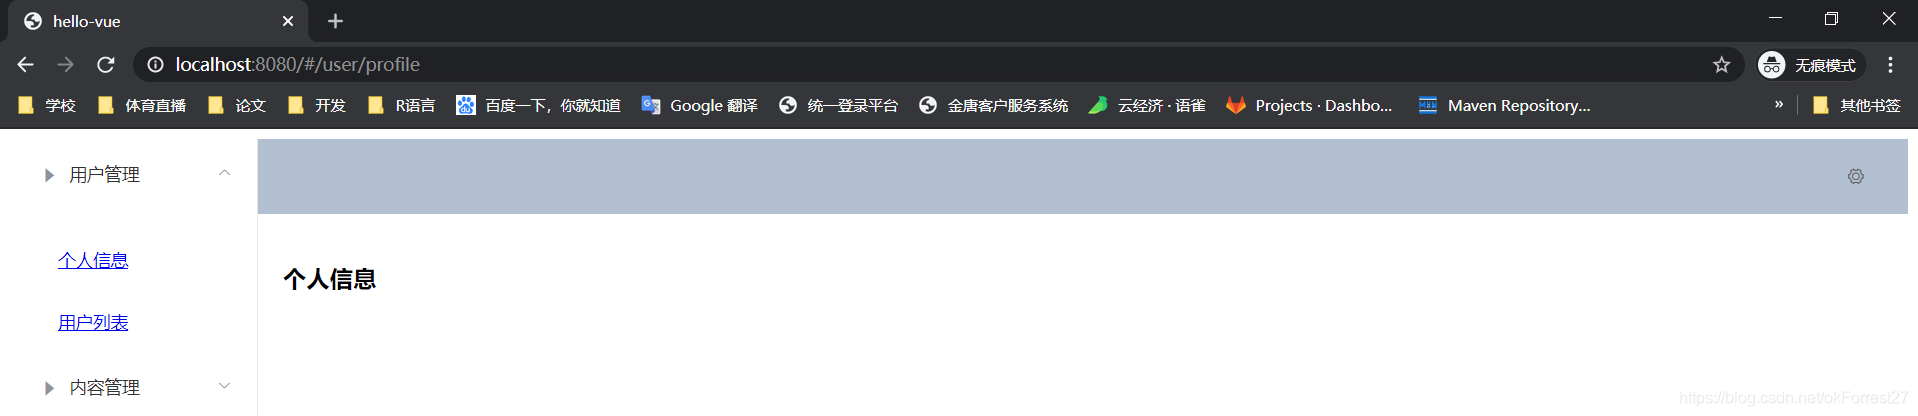 hello-vue
localhost:8080/#/user/profile
无痕模式
学校 体育直播 论文 开发 R语言 百度一下，你就知道 Google 翻译 统一登录平台 金唐客户服务系统 云经济 · 语雀 Projects · Dashbo... Maven Repository... » 其他书签
用户管理
个人信息
用户列表
内容管理
个人信息
https://blog.csdn.net/okForrest27